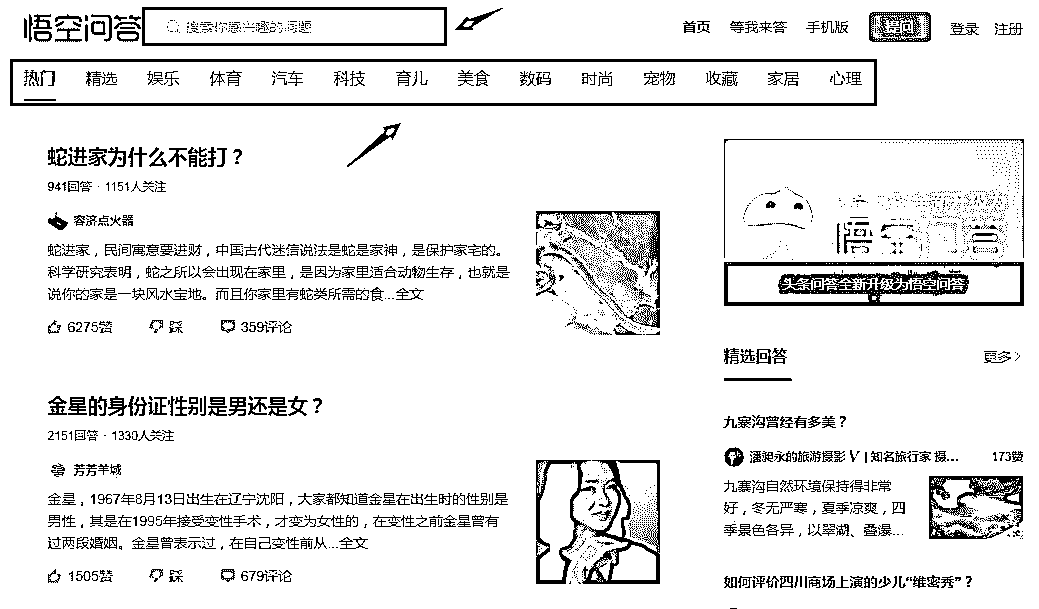 悟空问答
搜索你感兴趣的问题
首页 等我来答 手机版 提问 登录 注册
热门 精选 娱乐 体育 汽车 科技 育儿 美食 数码 时尚 宠物 收藏 家居 心理
蛇进家为什么不能打？
941回答 · 1151人关注
容济点火器
蛇进家，民间寓意要进财，中国古代迷信说法是蛇是家神，是保护家宅的。
科学研究表明，蛇之所以会出现在家里，是因为家里适合动物生存，也就是
说你的家是一块风水宝地。而且你家里有蛇类所需的食...全文
6275赞 踩 359评论
金星的身份证性别是男还是女？
2151回答 · 1330人关注
芳芳羊城
金星，1967年8月13日出生在辽宁沈阳，大家都知道金星在出生时的性别是
男性，其是在1995年接受变性手术，才变为女性的，在变性之前金星曾有
过两段婚姻。金星曾表示过，在自己变性前从...全文
1505赞 踩 679评论
头条问答全新升级为悟空问答
精选回答 更多
九寨沟曾经有多美？
潘昶永的旅游摄影 V | 知名旅行家 摄... 173赞
九寨沟自然环境保持得非常
好，冬无严寒，夏季凉爽，四
季景色各异，以翠湖、叠瀑...
如何评价四川商场上演的少儿“维密秀”？